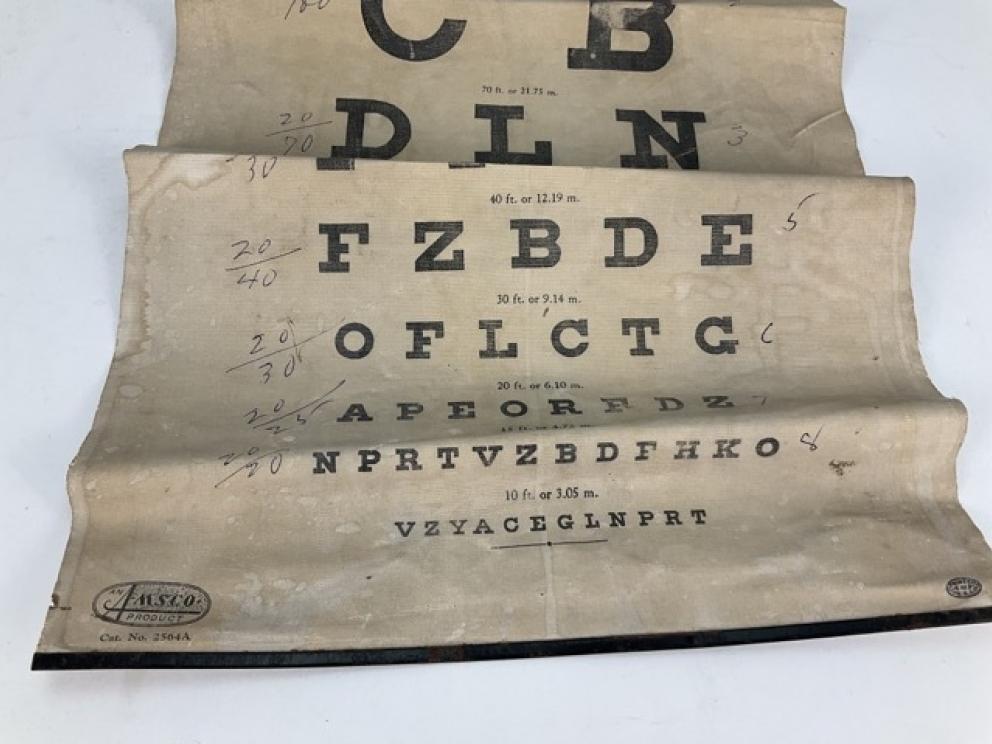 C B
70 ft. or 21.75 m.
20/70 D L N 3
30
40 ft. or 12.19 m.
20/40 F Z B D E 5
30 ft. or 9.14 m.
20/30 O F L C T G 6
20 ft. or 6.10 m.
20/25 A P E O R F D Z 7
20/20 N P R T V Z B D F H K O 8
10 ft. or 3.05 m.
V Z Y A C E G L N P R T
AN
AMSCO
PRODUCT
Cat. No. 2564A